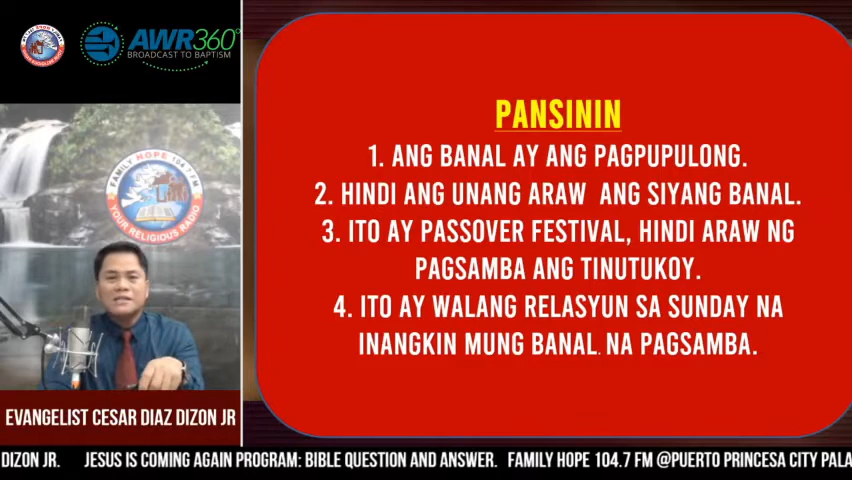 AWR360°
BROADCAST TO BAPTISM
FAMILY HOPE 104.7 FM
YOUR RELIGIOUS RADIO
PANSININ
1. ANG BANAL AY ANG PAGPUPULONG.
2. HINDI ANG UNANG ARAW ANG SIYANG BANAL.
3. ITO AY PASSOVER FESTIVAL, HINDI ARAW NG
PAGSAMBA ANG TINUTUKOY.
4. ITO AY WALANG RELASYUN SA SUNDAY NA
INANGKIN MUNG BANAL. NA PAGSAMBA.
EVANGELIST CESAR DIAZ DIZON JR
DIZON JR. JESUS IS COMING AGAIN PROGRAM: BIBLE QUESTION AND ANSWER. FAMILY HOPE 104.7 FM @PUERTO PRINCESA CITY PALA